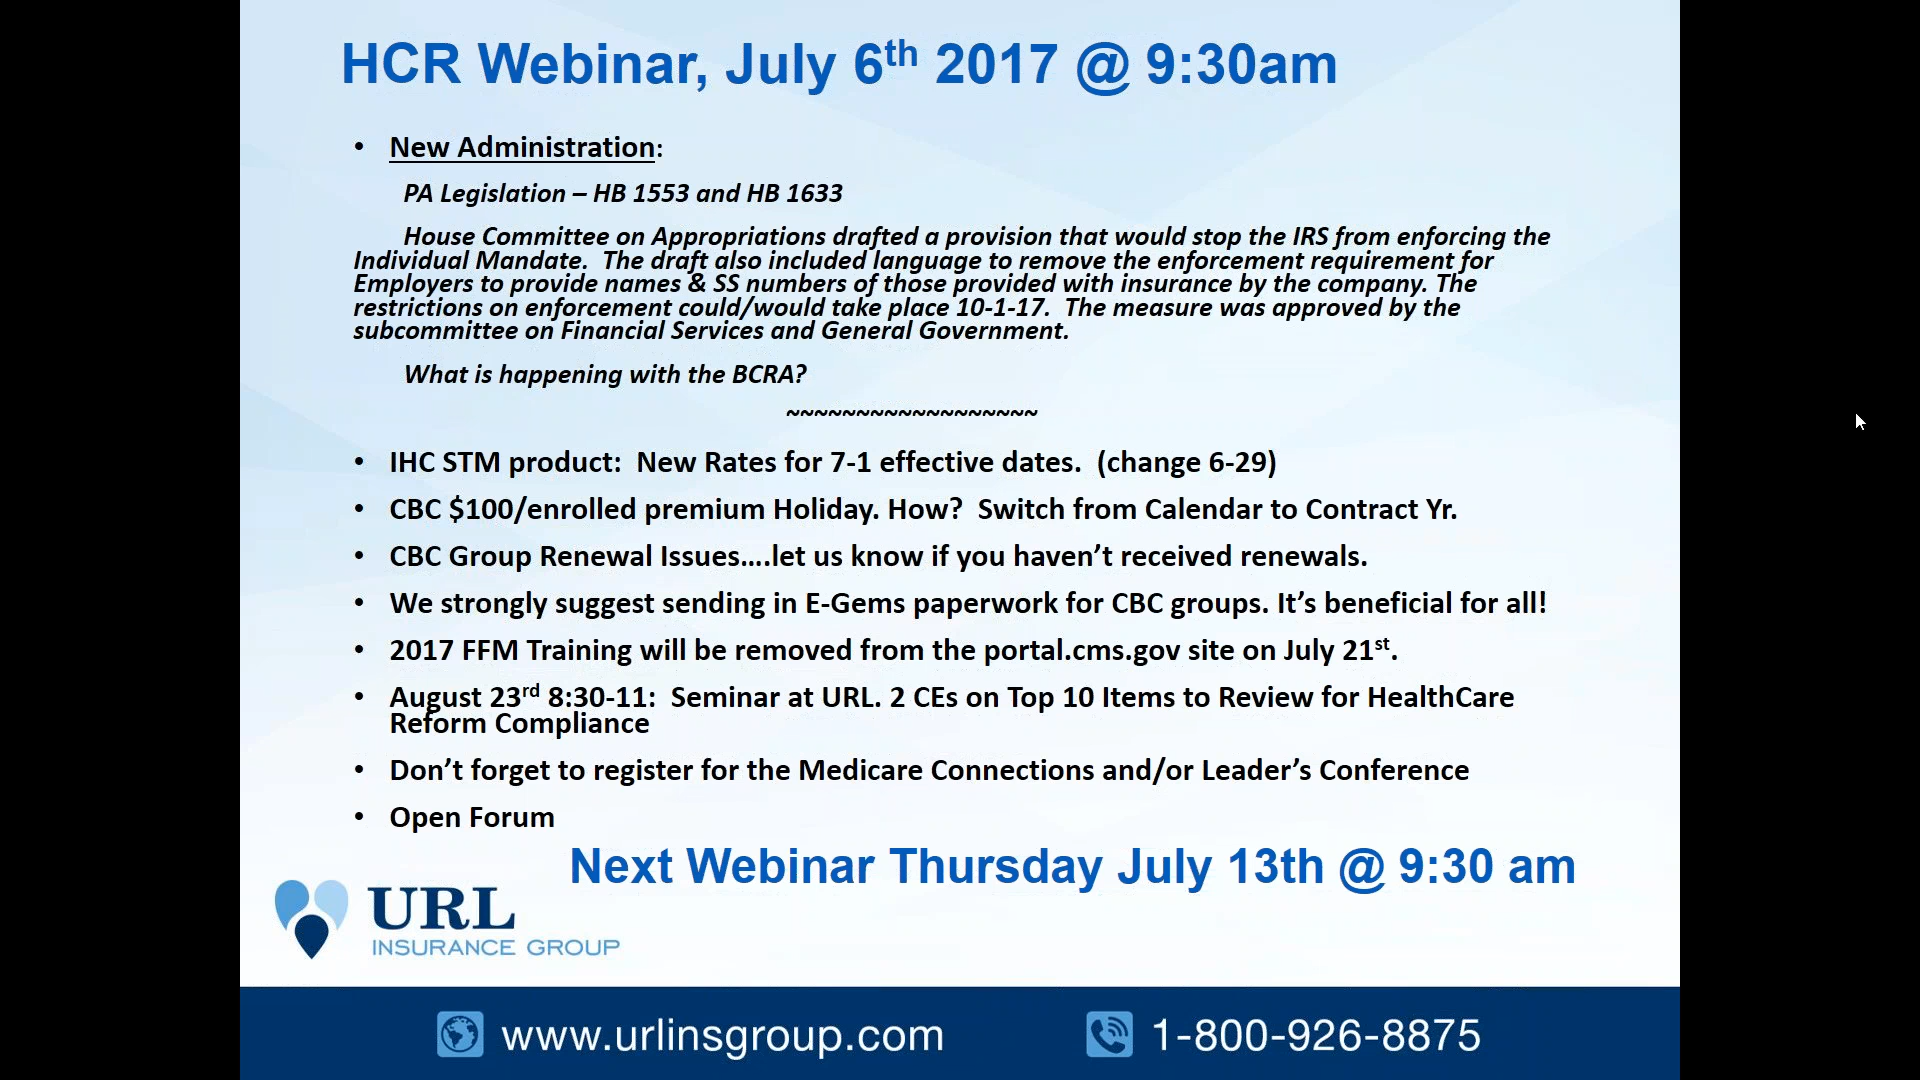 HCR Webinar, July 6th 2017 @ 9:30am
• New Administration:
PA Legislation – HB 1553 and HB 1633
House Committee on Appropriations drafted a provision that would stop the IRS from enforcing the
Individual Mandate.  The draft also included language to remove the enforcement requirement for
Employers to provide names & SS numbers of those provided with insurance by the company. The
restrictions on enforcement could/would take place 10-1-17.  The measure was approved by the
subcommittee on Financial Services and General Government.
What is happening with the BCRA?
~~~~~~~~~~~~~~~~~~
• IHC STM product:  New Rates for 7-1 effective dates.  (change 6-29)
• CBC $100/enrolled premium Holiday. How?  Switch from Calendar to Contract Yr.
• CBC Group Renewal Issues….let us know if you haven’t received renewals.
• We strongly suggest sending in E-Gems paperwork for CBC groups. It’s beneficial for all!
• 2017 FFM Training will be removed from the portal.cms.gov site on July 21st.
• August 23rd 8:30-11:  Seminar at URL. 2 CEs on Top 10 Items to Review for HealthCare
Reform Compliance
• Don’t forget to register for the Medicare Connections and/or Leader’s Conference
• Open Forum
Next Webinar Thursday July 13th @ 9:30 am
URL
INSURANCE GROUP
www.urlinsgroup.com
1-800-926-8875